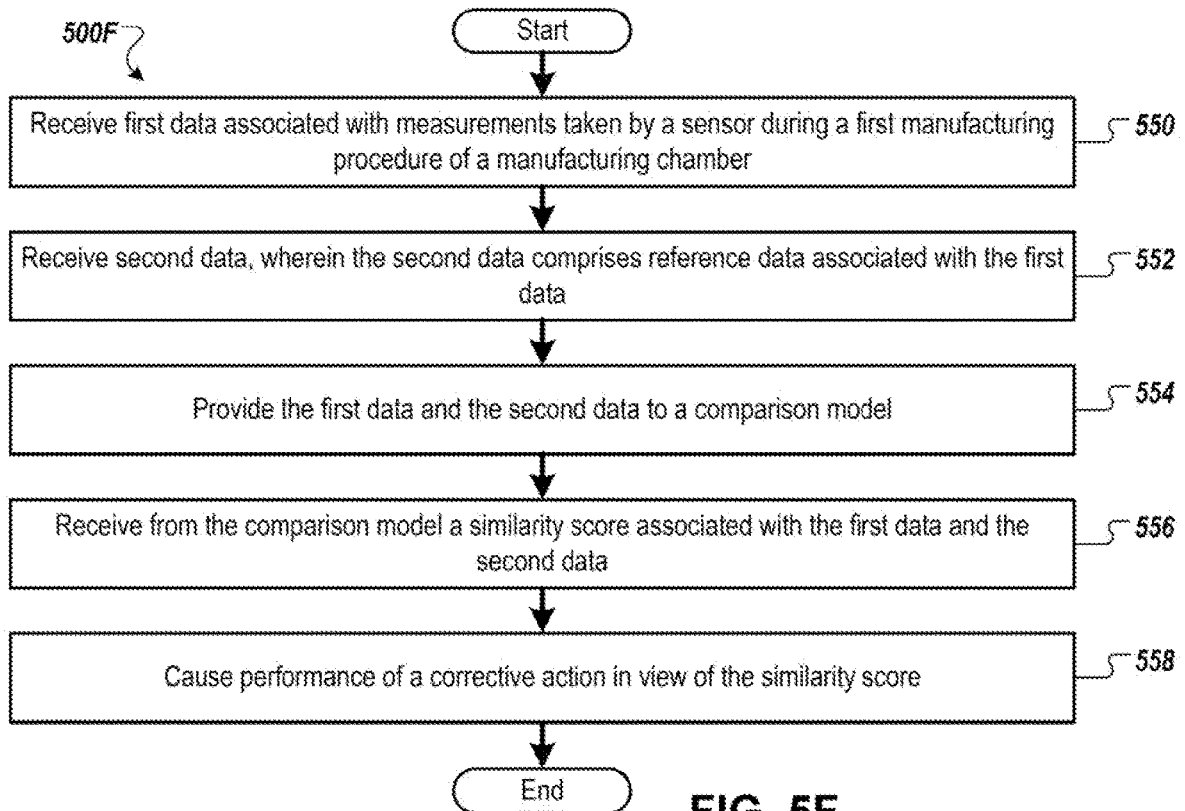 500F
Start
Receive first data associated with measurements taken by a sensor during a first manufacturing
procedure of a manufacturing chamber
550
Receive second data, wherein the second data comprises reference data associated with the first
data
552
Provide the first data and the second data to a comparison model
554
Receive from the comparison model a similarity score associated with the first data and the
second data
556
Cause performance of a corrective action in view of the similarity score
558
End